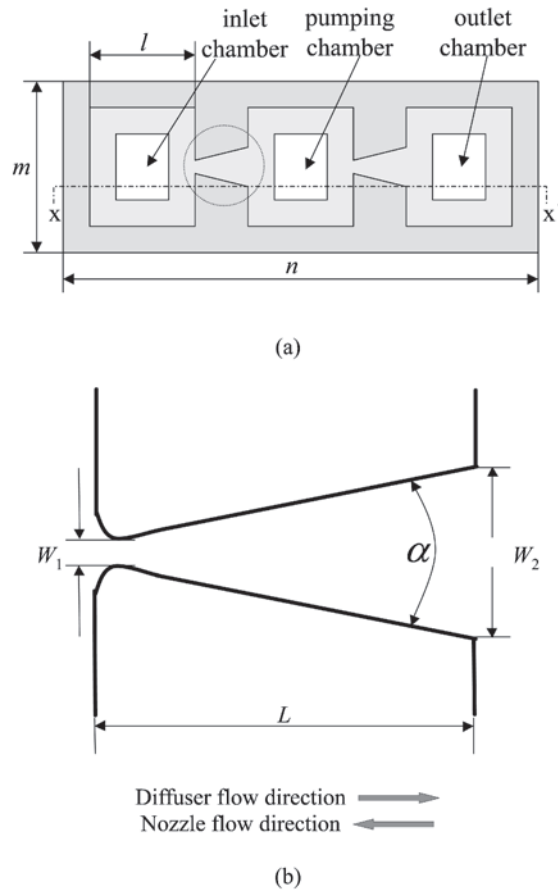 l
inlet
chamber
pumping
chamber
outlet
chamber
m
x
x
n
(a)
W1
α
W2
L
Diffuser flow direction
Nozzle flow direction
(b)